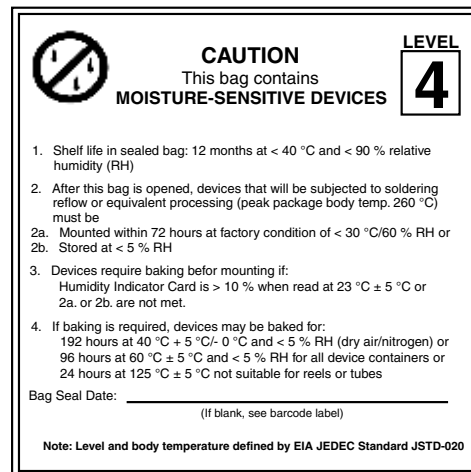 LEVEL
CAUTION
4
This bag contains
MOISTURE-SENSITIVE DEVICES
1. Shelf life in sealed bag: 12 months at < 40 °C and < 90 % relative
humidity (RH)
2. After this bag is opened, devices that will be subjected to soldering
reflow or equivalent processing (peak package body temp. 260 °C)
must be
2a. Mounted within 72 hours at factory condition of < 30 °C/60 % RH or
2b. Stored at < 5 % RH
3. Devices require baking befor mounting if:
Humidity Indicator Card is > 10 % when read at 23 °C ± 5 °C or
2a. or 2b. are not met.
4. If baking is required, devices may be baked for:
192 hours at 40 °C + 5 °C/- 0 °C and < 5 % RH (dry air/nitrogen) or
96 hours at 60 °C ± 5 °C and < 5 % RH for all device containers or
24 hours at 125 °C ± 5 °C not suitable for reels or tubes
Bag Seal Date:
(If blank, see barcode label)
Note: Level and body temperature defined by EIA JEDEC Standard JSTD-020